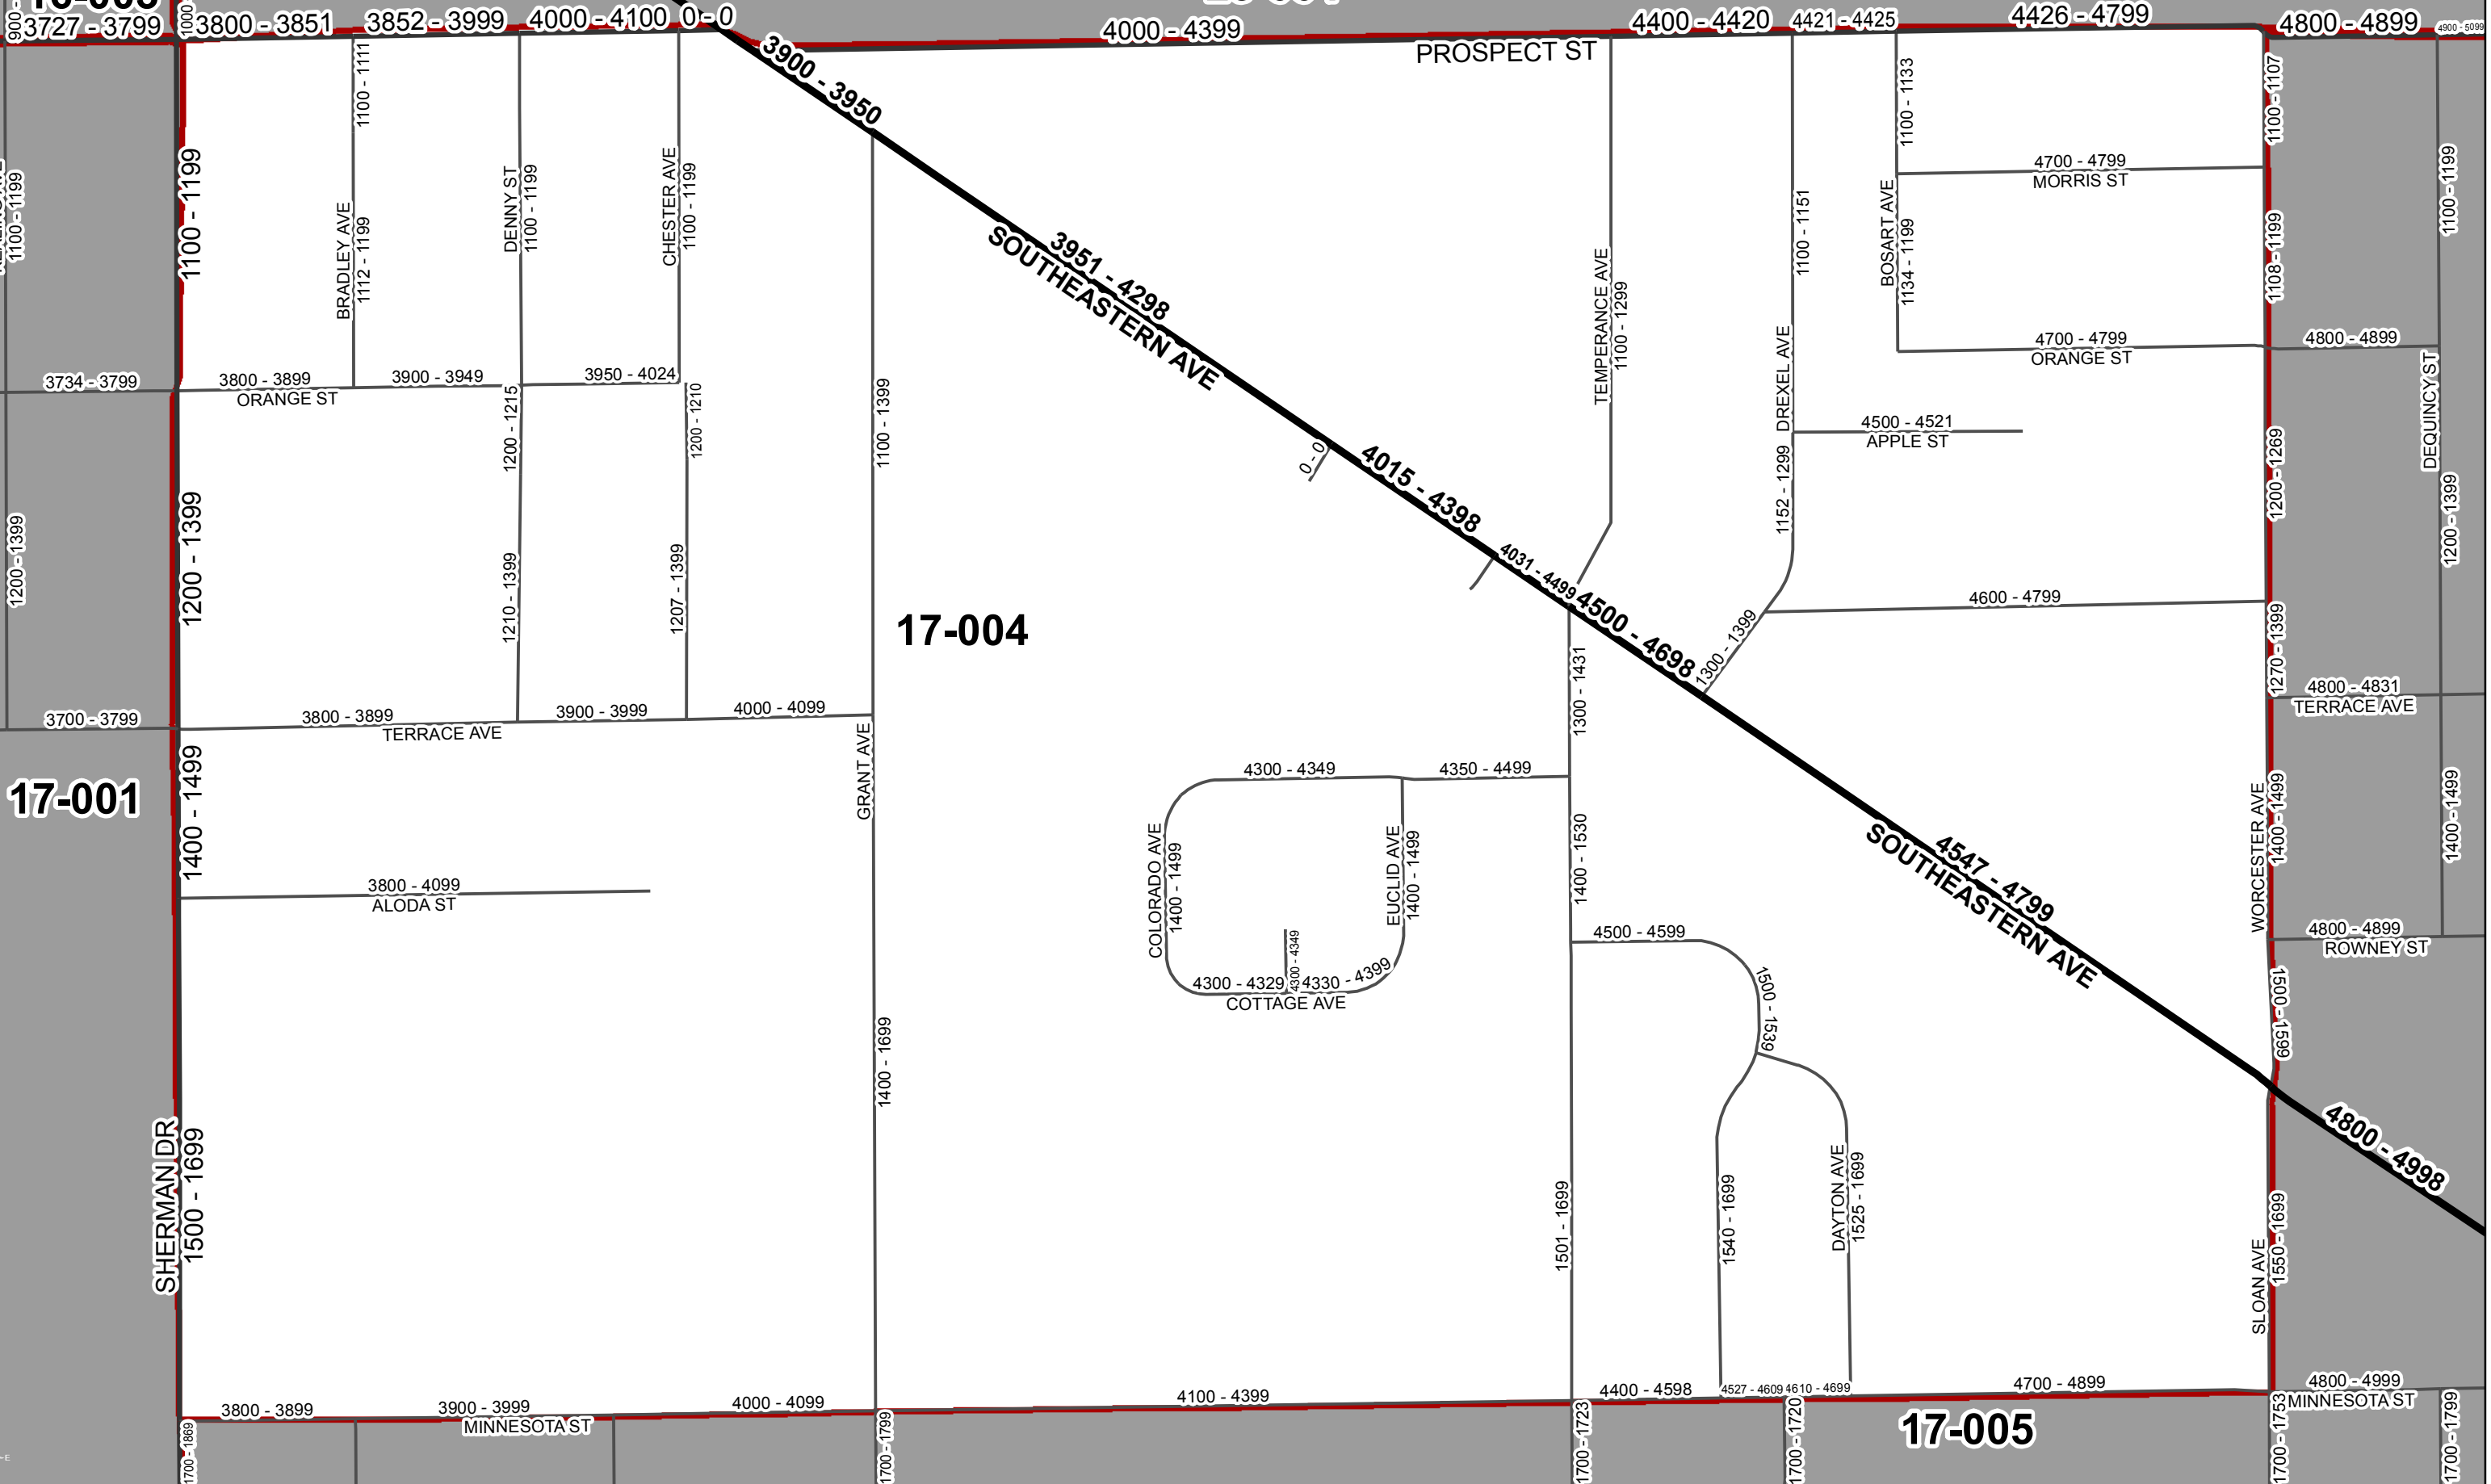 900 -
3727 - 3799
1000
3800 - 3851
3852 - 3999
4000 - 4100
0 - 0
4000 - 4399
4400 - 4420
4421 - 4425
4426 - 4799
4800 - 4899
4900 - 5099
PROSPECT ST
3900 - 3950
1100 - 1111
1100 - 1133
1100 - 1107
1100 - 1199
1100 - 1199
BRADLEY AVE
1112 - 1199
DENNY ST
1100 - 1199
CHESTER AVE
1100 - 1199
3951 - 4298
SOUTHEASTERN AVE
TEMPERANCE AVE
1100 - 1299
1100 - 1151
BOSART AVE
1134 - 1199
4700 - 4799
MORRIS ST
1108 - 1199
1100 - 1199
3734 - 3799
3800 - 3899
ORANGE ST
3900 - 3949
3950 - 4024
1200 - 1215
1200 - 1210
1100 - 1399
DREXEL AVE
4700 - 4799
ORANGE ST
4800 - 4899
DEQUINCY ST
4500 - 4521
APPLE ST
0 - 0
4015 - 4398
1152 - 1299
1200 - 1269
1200 - 1399
1200 - 1399
1200 - 1399
1210 - 1399
1207 - 1399
4031 - 4499
4500 - 4698
1300 - 1399
4600 - 4799
1270 - 1399
17-004
1300 - 1431
3700 - 3799
3800 - 3899
TERRACE AVE
3900 - 3999
4000 - 4099
4800 - 4831
TERRACE AVE
17-001
1400 - 1499
GRANT AVE
4300 - 4349
4350 - 4499
COLORADO AVE
1400 - 1499
EUCLID AVE
1400 - 1499
1400 - 1530
4547 - 4799
SOUTHEASTERN AVE
WORCESTER AVE
1400 - 1499
1400 - 1499
3800 - 4099
ALODA ST
4300 - 4329
4300 - 4349
4330 - 4399
COTTAGE AVE
4500 - 4599
1500 - 1539
4800 - 4899
ROWNEY ST
1500 - 1599
1400 - 1699
SHERMAN DR
1500 - 1699
1501 - 1699
1540 - 1699
DAYTON AVE
1525 - 1699
4800 - 4998
SLOAN AVE
1550 - 1699
3800 - 3899
3900 - 3999
MINNESOTA ST
4000 - 4099
4100 - 4399
4400 - 4598
4527 - 4609
4610 - 4699
4700 - 4899
4800 - 4999
MINNESOTA ST
17-005
1700 - 1869
1700 - 1799
1700 - 1723
1700 - 1720
1700 - 1753
1700 - 1799